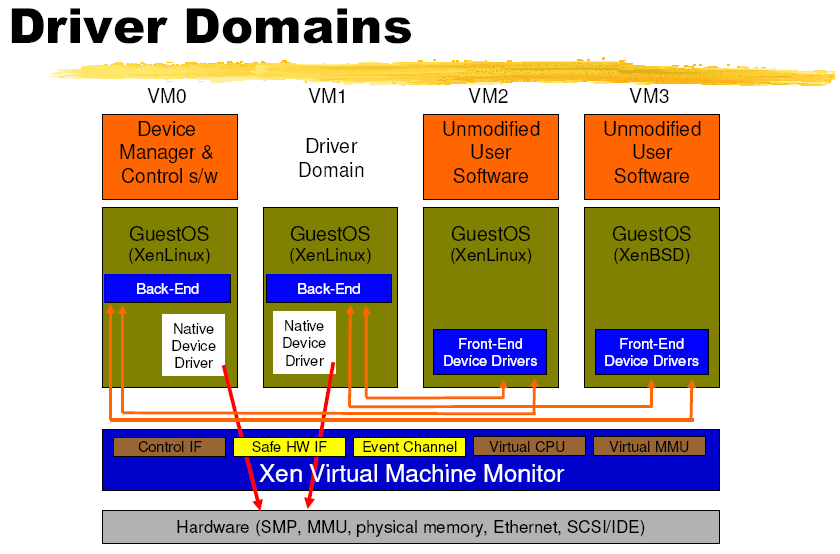 Driver Domains
VM0
VM1
VM2
VM3
Device
Manager &
Control s/w
Driver
Domain
Unmodified
User
Software
Unmodified
User
Software
GuestOS
(XenLinux)
Back-End
Native
Device
Driver
GuestOS
(XenLinux)
Back-End
Native
Device
Driver
GuestOS
(XenLinux)
Front-End
Device Drivers
GuestOS
(XenBSD)
Front-End
Device Drivers
Control IF
Safe HW IF
Event Channel
Virtual CPU
Virtual MMU
Xen Virtual Machine Monitor
Hardware (SMP, MMU, physical memory, Ethernet, SCSI/IDE)